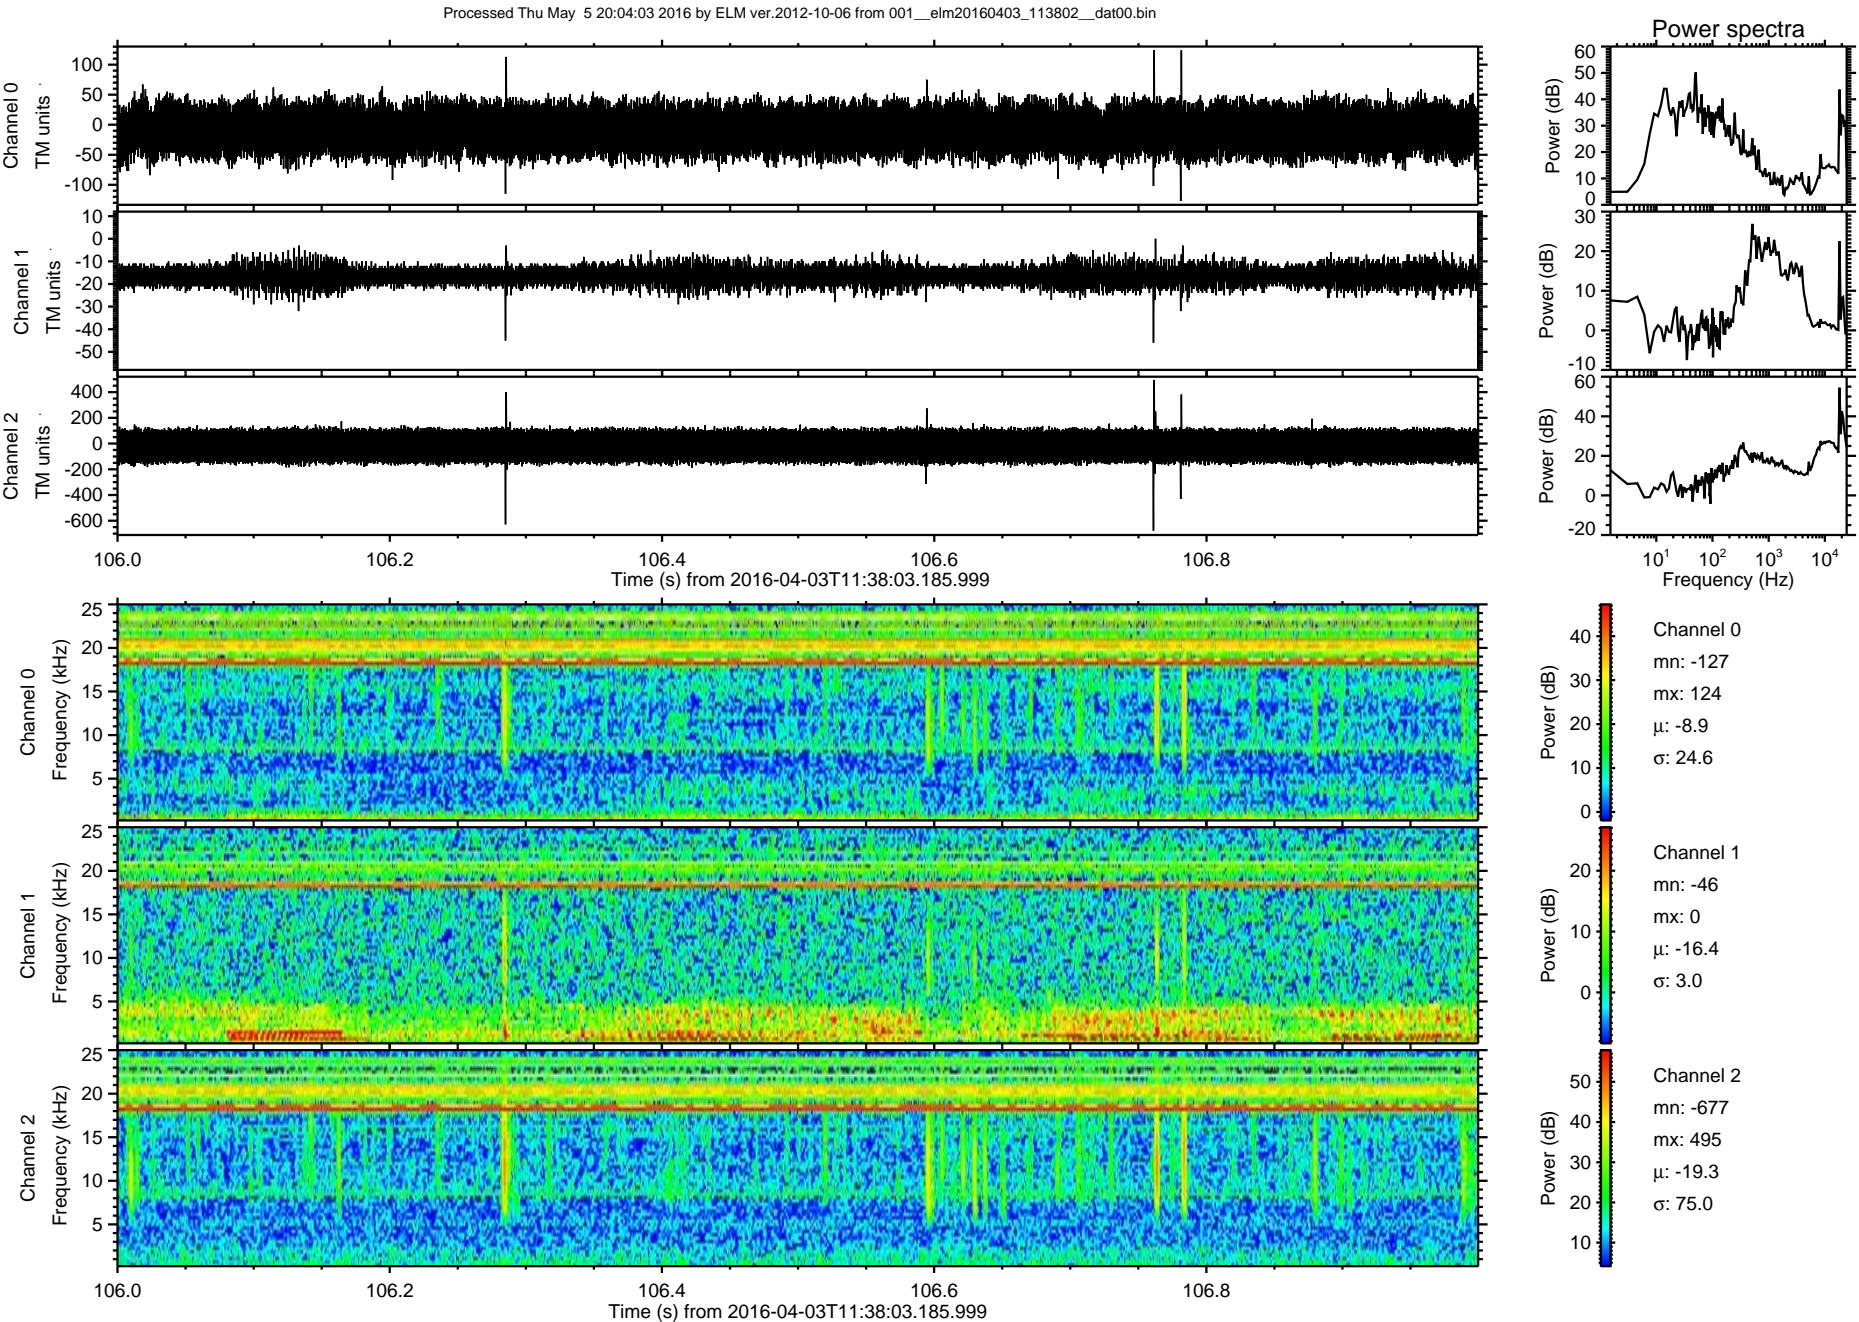 Processed Thu May  5 20:04:03 2016 by ELM ver.2012-10-06 from 001__elm20160403_113802__dat00.bin
Power spectra
Channel 0
TM units
100
50
0
-50
-100
Power (dB)
60
50
40
30
20
10
0
Channel 1
TM units
10
0
-10
-20
-30
-40
-50
Power (dB)
30
20
10
0
-10
Channel 2
TM units
400
200
0
-200
-400
-600
Power (dB)
60
40
20
0
-20
106.0 106.2 106.4 106.6 106.8
Time (s) from 2016-04-03T11:38:03.185.999
10¹ 10² 10³ 10⁴
Frequency (Hz)
Channel 0
Frequency (kHz)
25
20
15
10
5
Power (dB)
40
30
20
10
0
Channel 0
mn: -127
mx: 124
μ: -8.9
σ: 24.6
Channel 1
Frequency (kHz)
25
20
15
10
5
Power (dB)
20
10
0
Channel 1
mn: -46
mx: 0
μ: -16.4
σ: 3.0
Channel 2
Frequency (kHz)
25
20
15
10
5
Power (dB)
50
40
30
20
10
Channel 2
mn: -677
mx: 495
μ: -19.3
σ: 75.0
106.0 106.2 106.4 106.6 106.8
Time (s) from 2016-04-03T11:38:03.185.999